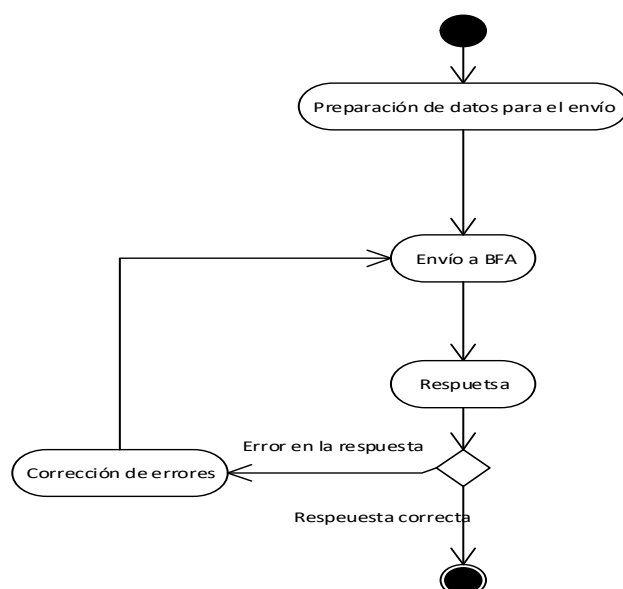 Preparación de datos para el envío
Envío a BFA
Respuetsa
Error en la respuesta
Corrección de errores
Respeuesta correcta